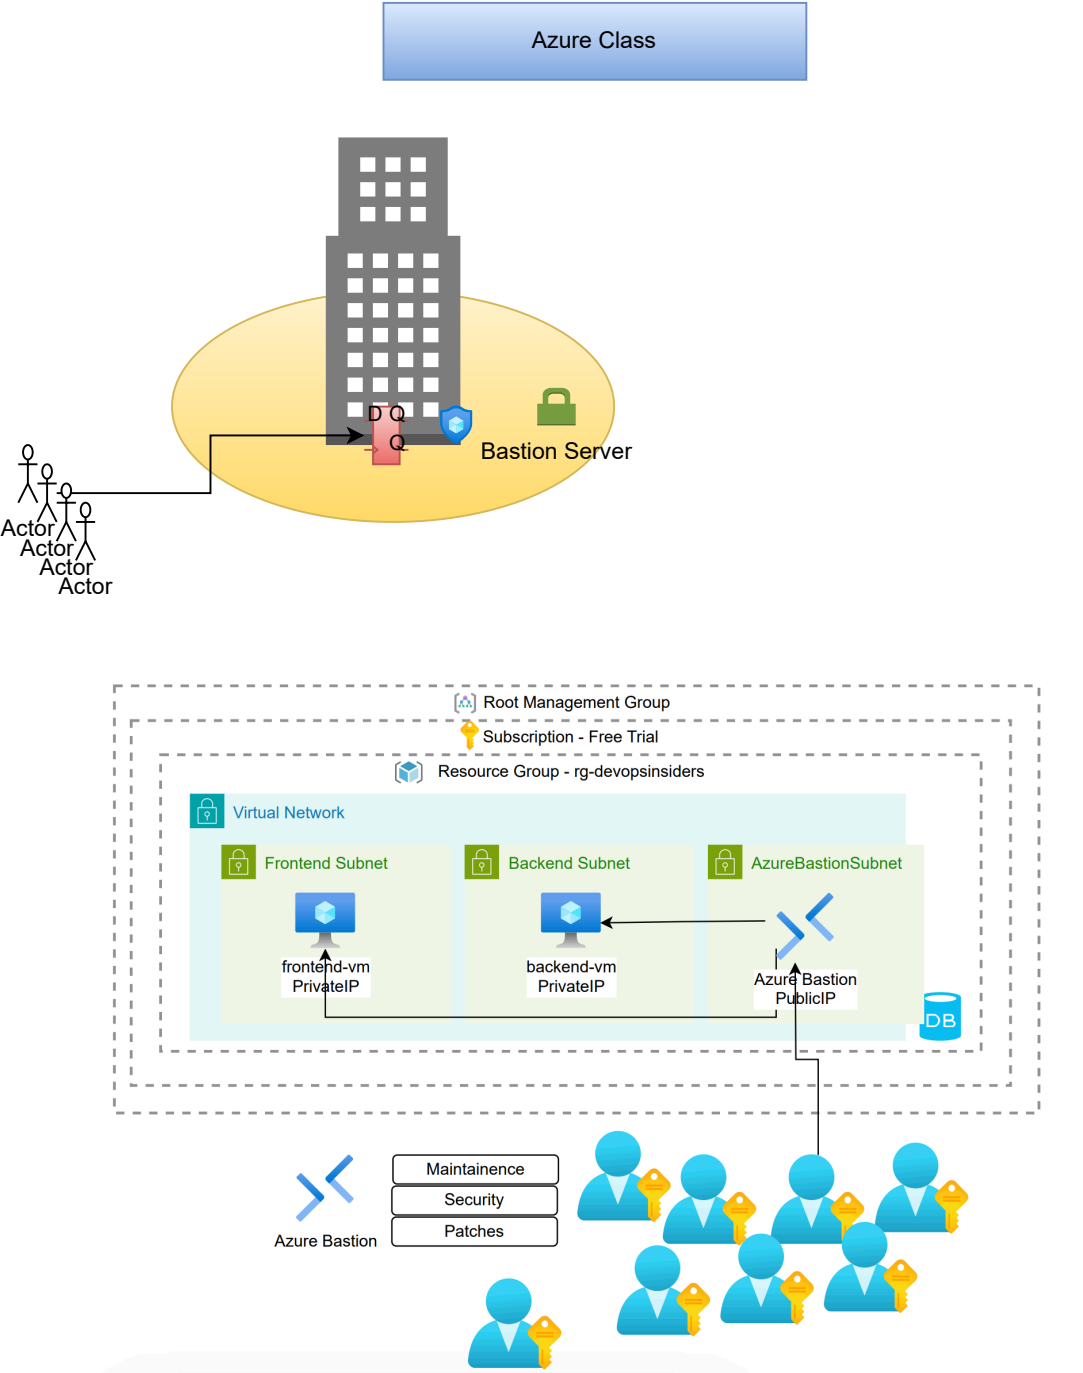 Azure Class
D Q
Q
Bastion Server
Actor
Actor
Actor
Actor
Root Management Group
Subscription - Free Trial
Resource Group - rg-devopsinsiders
Virtual Network
Frontend Subnet
Backend Subnet
AzureBastionSubnet
frontend-vm
PrivateIP
backend-vm
PrivateIP
Azure Bastion
PublicIP
DB
Azure Bastion
Maintainence
Security
Patches